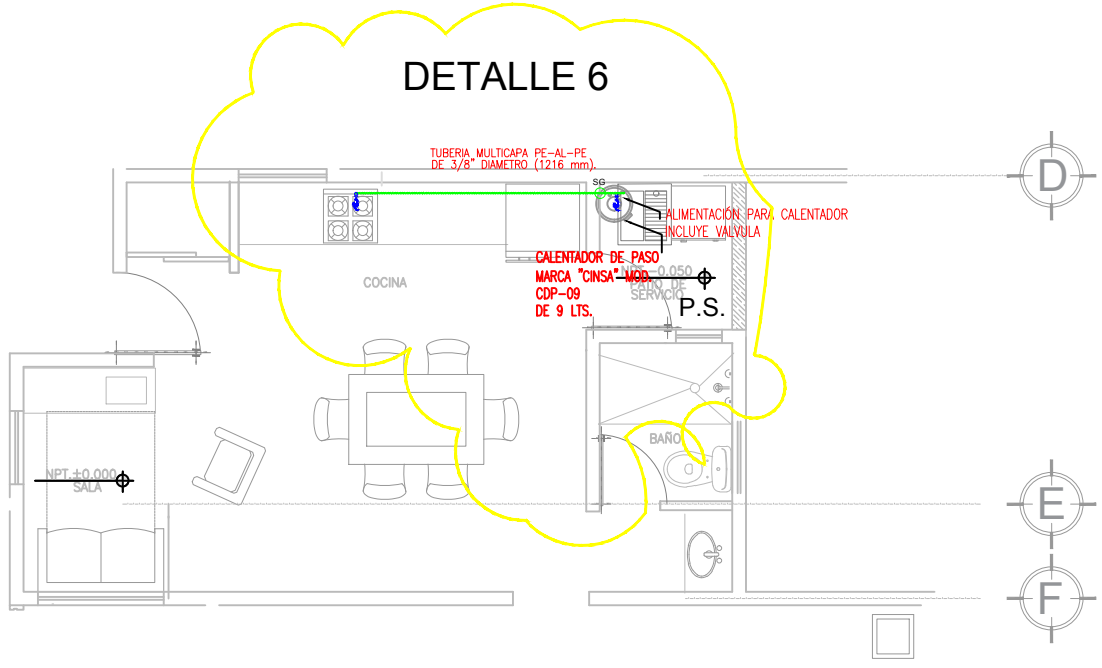 DETALLE 6
TUBERIA MULTICAPA PE-AL-PE
DE 3/8" DIAMETRO (1216 mm).
SG
D
ALIMENTACIÓN PARA CALENTADOR
INCLUYE VALVULA
CALENTADOR DE PASO
MARCA "CINSA" MOD.
CDP-09
DE 9 LTS.
NPT.-0.050
PATIO DE
SERVICIO
P.S.
COCINA
BAÑO
NPT.±0.000
SALA
E
F